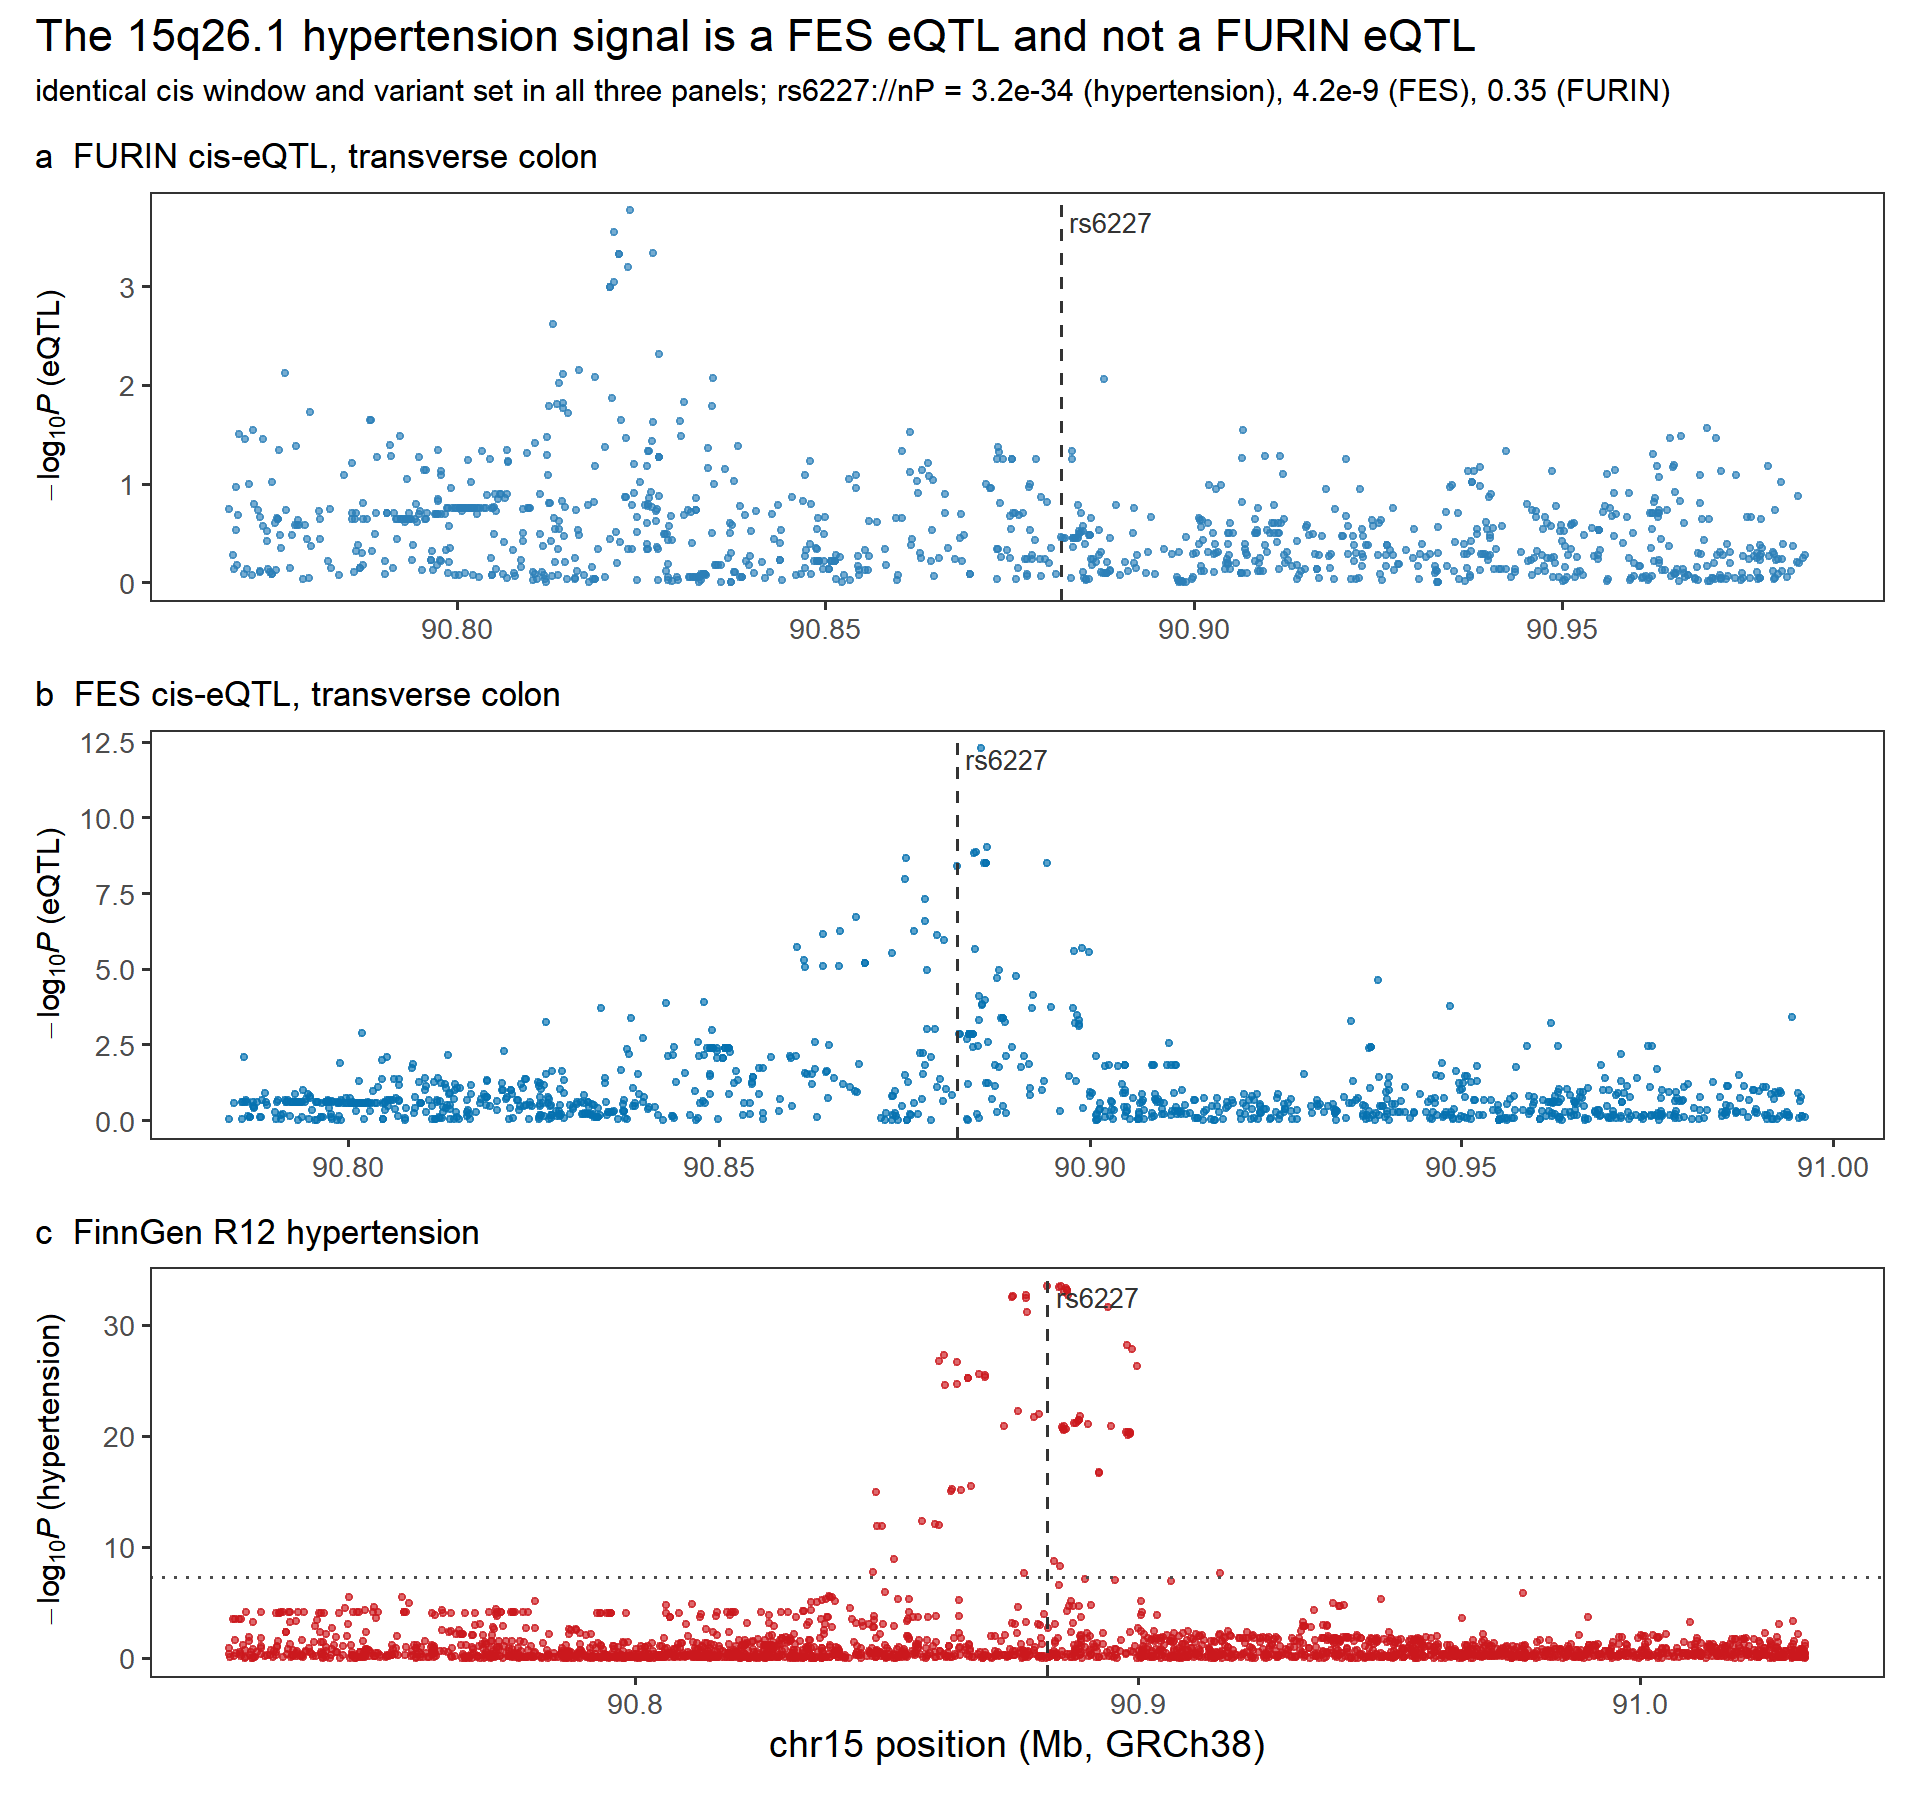 The 15q26.1 hypertension signal is a FES eQTL and not a FURIN eQTL
identical cis window and variant set in all three panels; rs6227://nP = 3.2e-34 (hypertension), 4.2e-9 (FES), 0.35 (FURIN)
a FURIN cis-eQTL, transverse colon
−log10P (eQTL)
3
2
1
0
rs6227
90.80 90.85 90.90 90.95
b FES cis-eQTL, transverse colon
−log10P (eQTL)
12.5
10.0
7.5
5.0
2.5
0.0
rs6227
90.80 90.85 90.90 90.95 91.00
c FinnGen R12 hypertension
−log10P (hypertension)
30
20
10
0
rs6227
90.8 90.9 91.0
chr15 position (Mb, GRCh38)